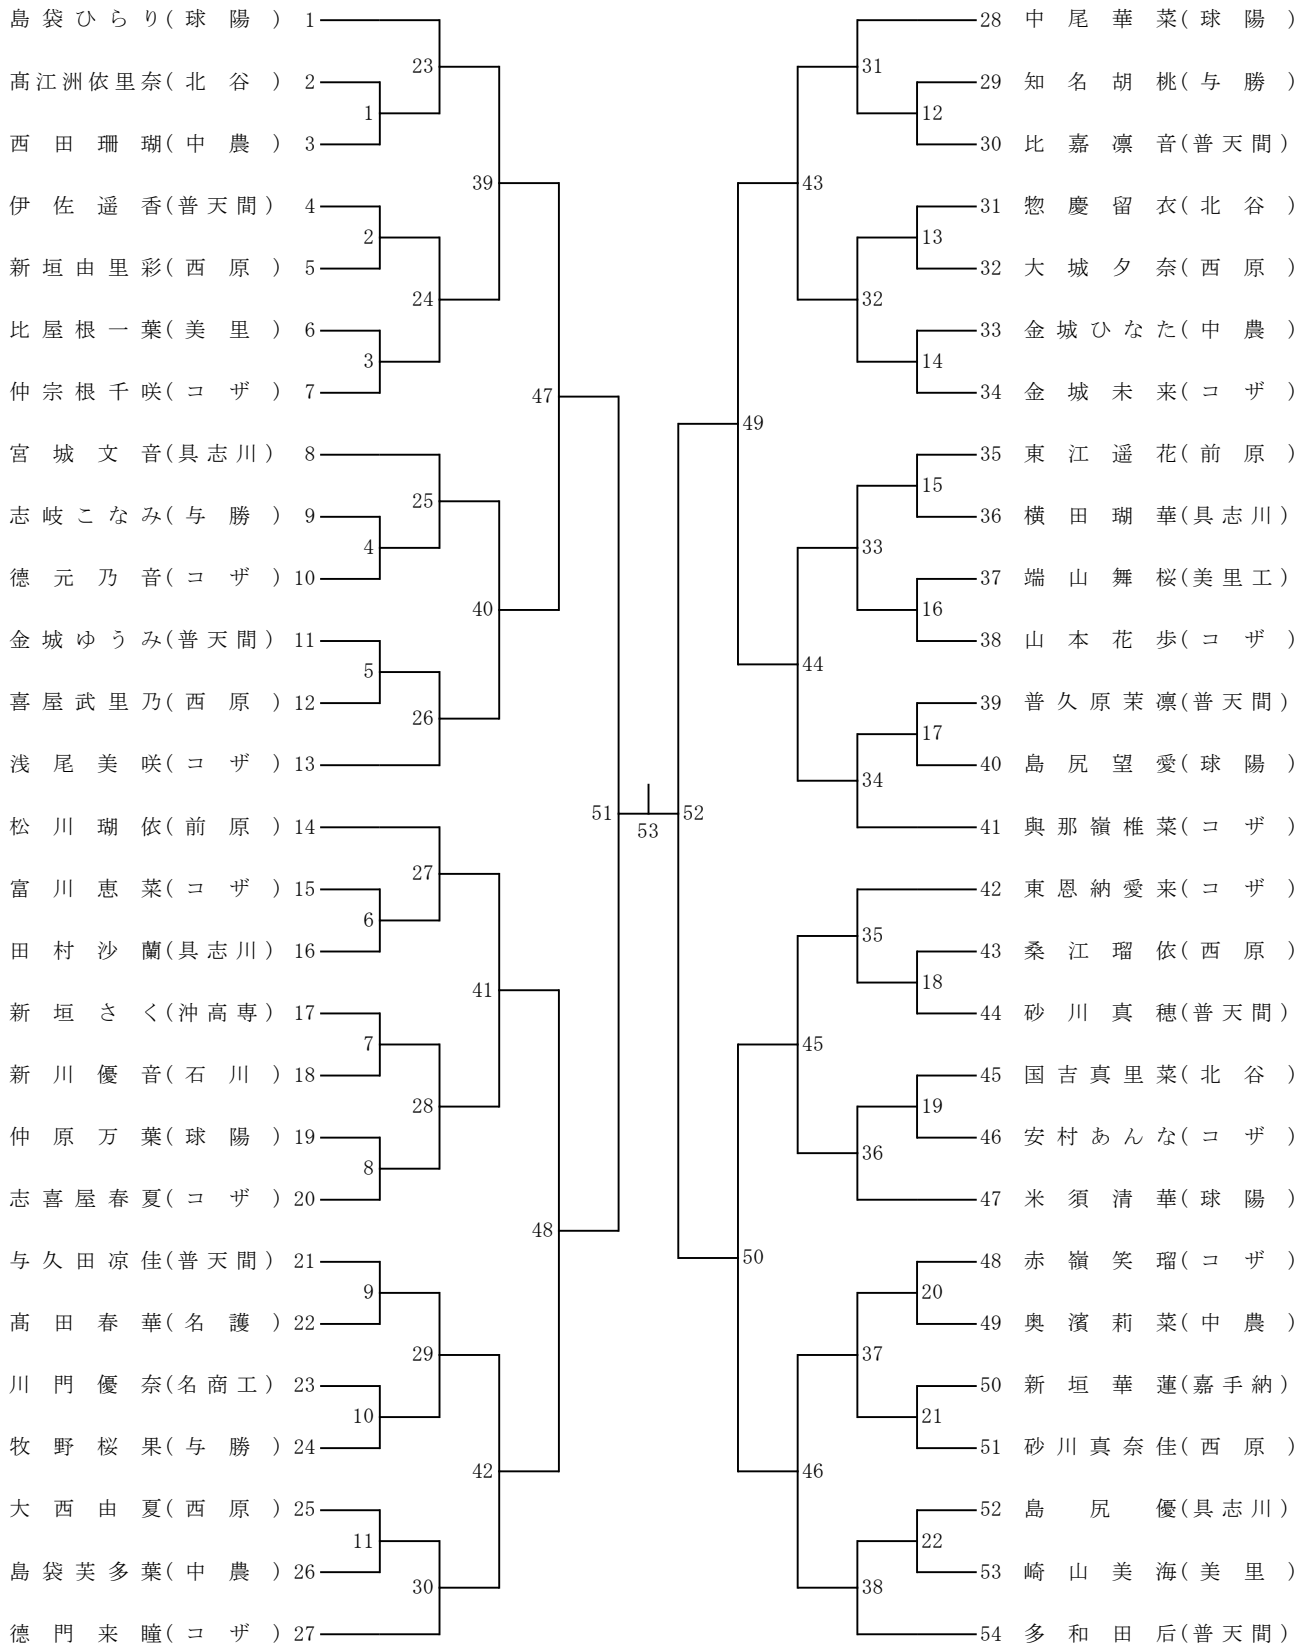 島袋ひらり(球陽) 1
髙江洲依里奈(北谷) 2
西田珊瑚(中農) 3
伊佐遥香(普天間) 4
新垣由里彩(西原) 5
比屋根一葉(美里) 6
仲宗根千咲(コザ) 7
宮城文音(具志川) 8
志岐こなみ(与勝) 9
德元乃音(コザ) 10
金城ゆうみ(普天間) 11
喜屋武里乃(西原) 12
浅尾美咲(コザ) 13
松川瑚依(前原) 14
富川恵菜(コザ) 15
田村沙蘭(具志川) 16
新垣さく(沖高専) 17
新川優音(石川) 18
仲原万葉(球陽) 19
志喜屋春夏(コザ) 20
与久田凉佳(普天間) 21
髙田春華(名護) 22
川門優奈(名商工) 23
牧野桜果(与勝) 24
大西由夏(西原) 25
島袋芙多葉(中農) 26
德門来瞳(コザ) 27
1
2
3
4
5
6
7
8
9
10
11
23
24
25
26
27
28
29
30
39
40
41
42
47
48
51
53
52
49
50
43
44
45
46
31
32
33
34
35
36
37
38
12
13
14
15
16
17
18
19
20
21
22
28 中尾華菜(球陽)
29 知名胡桃(与勝)
30 比嘉凛音(普天間)
31 惣慶留衣(北谷)
32 大城夕奈(西原)
33 金城ひなた(中農)
34 金城未来(コザ)
35 東江遥花(前原)
36 横田瑚華(具志川)
37 端山舞桜(美里工)
38 山本花歩(コザ)
39 普久原茉凛(普天間)
40 島尻望愛(球陽)
41 與那嶺椎菜(コザ)
42 東恩納愛来(コザ)
43 桑江瑠依(西原)
44 砂川真穂(普天間)
45 国吉真里菜(北谷)
46 安村あんな(コザ)
47 米須清華(球陽)
48 赤嶺笑瑠(コザ)
49 奥濱莉菜(中農)
50 新垣華蓮(嘉手納)
51 砂川真奈佳(西原)
52 島尻優(具志川)
53 崎山美海(美里)
54 多和田后(普天間)